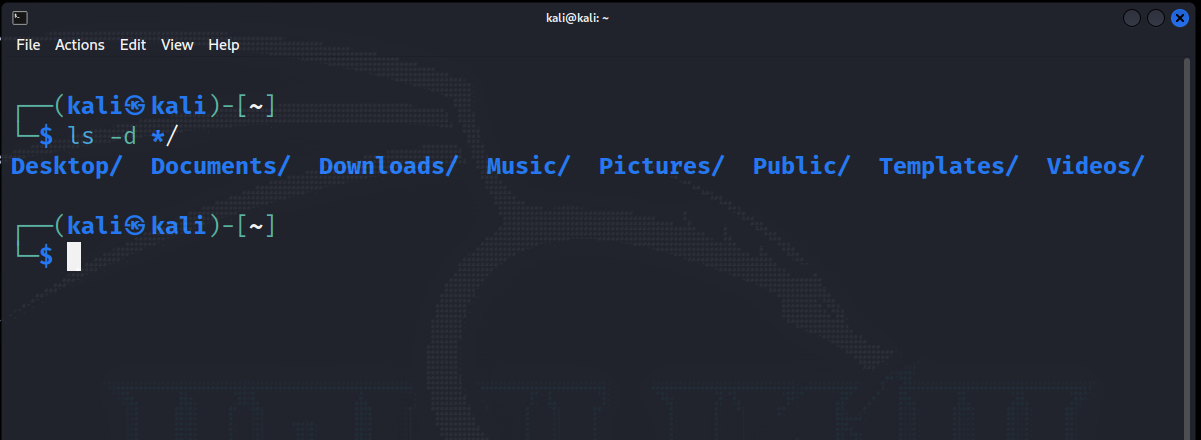 kali@kali: ~
File Actions Edit View Help
┌──(kali㉿kali)-[~]
└─$ ls -d */
Desktop/ Documents/ Downloads/ Music/ Pictures/ Public/ Templates/ Videos/
┌──(kali㉿kali)-[~]
└─$